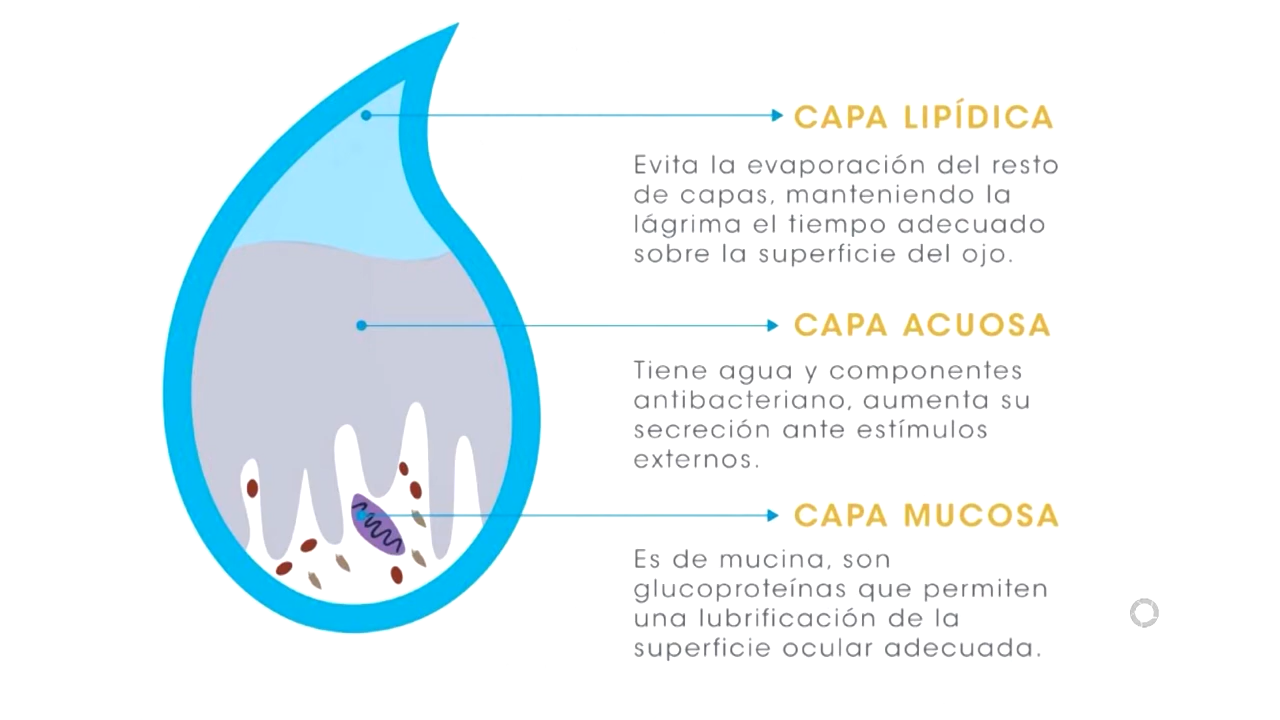 CAPA LIPÍDICA
Evita la evaporación del resto
de capas, manteniendo la
lágrima el tiempo adecuado
sobre la superficie del ojo.
CAPA ACUOSA
Tiene agua y componentes
antibacteriano, aumenta su
secreción ante estímulos
externos.
CAPA MUCOSA
Es de mucina, son
glucoproteínas que permiten
una lubrificación de la
superficie ocular adecuada.